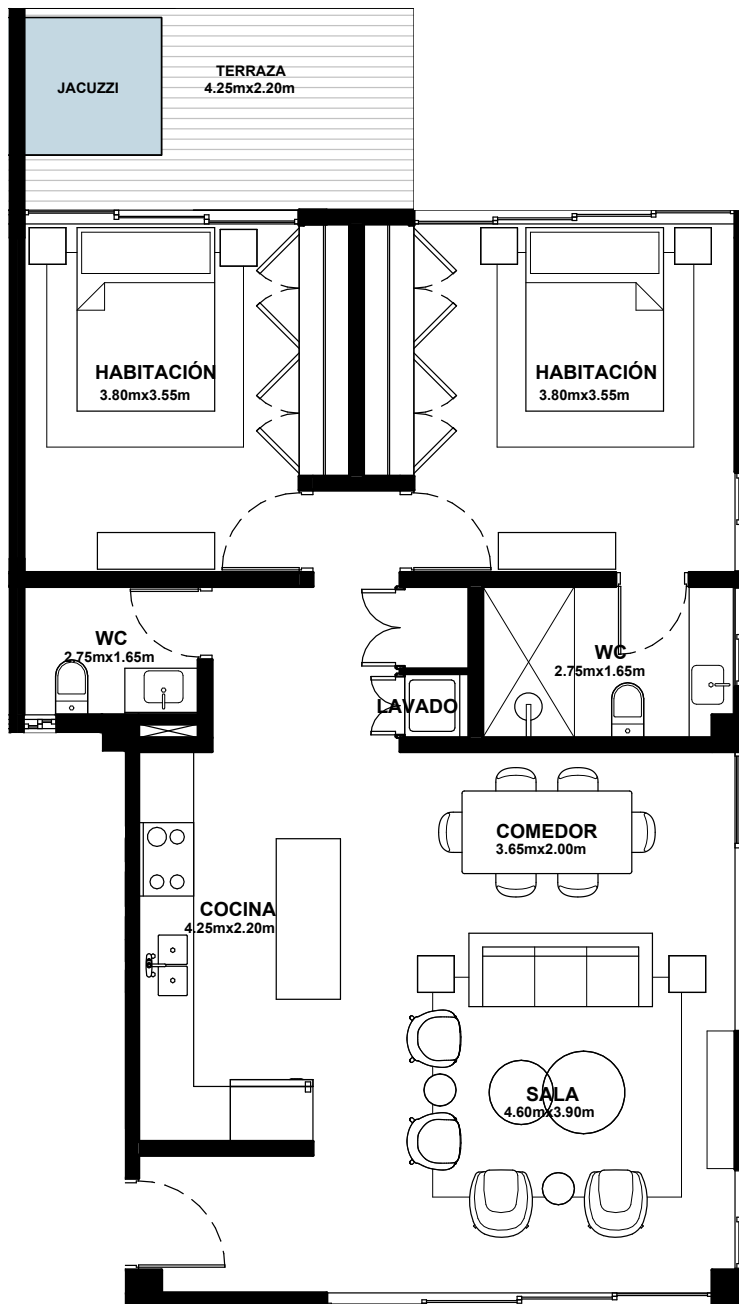 JACUZZI
TERRAZA
4.25mx2.20m
HABITACIÓN
3.80mx3.55m
HABITACIÓN
3.80mx3.55m
WC
2.75mx1.65m
WC
2.75mx1.65m
LAVADO
COMEDOR
3.65mx2.00m
COCINA
4.25mx2.20m
SALA
4.60mx3.90m